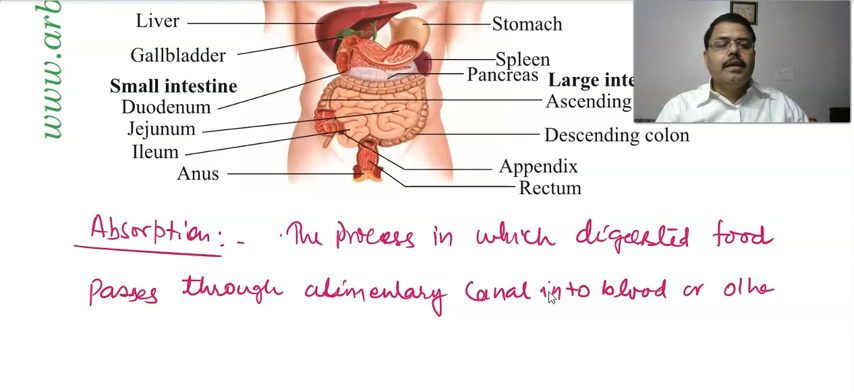 www.arb
Liver
Stomach
Gallbladder
Spleen
Pancreas
Small intestine
Large inte
Duodenum
Ascending
Jejunum
Descending colon
Ileum
Appendix
Anus
Rectum
Absorption:- The process in which digested food
passes through alimentary canal into blood or othe